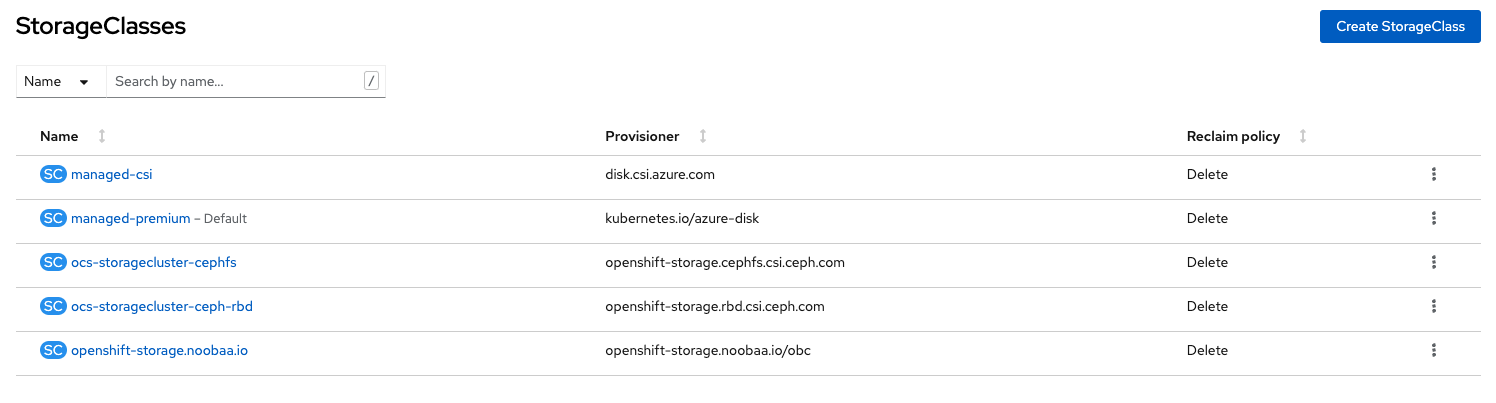 StorageClasses
Create StorageClass
Name Search by name... /
Name Provisioner Reclaim policy
SC managed-csi disk.csi.azure.com Delete
SC managed-premium – Default kubernetes.io/azure-disk Delete
SC ocs-storagecluster-cephfs openshift-storage.cephfs.csi.ceph.com Delete
SC ocs-storagecluster-ceph-rbd openshift-storage.rbd.csi.ceph.com Delete
SC openshift-storage.noobaa.io openshift-storage.noobaa.io/obc Delete